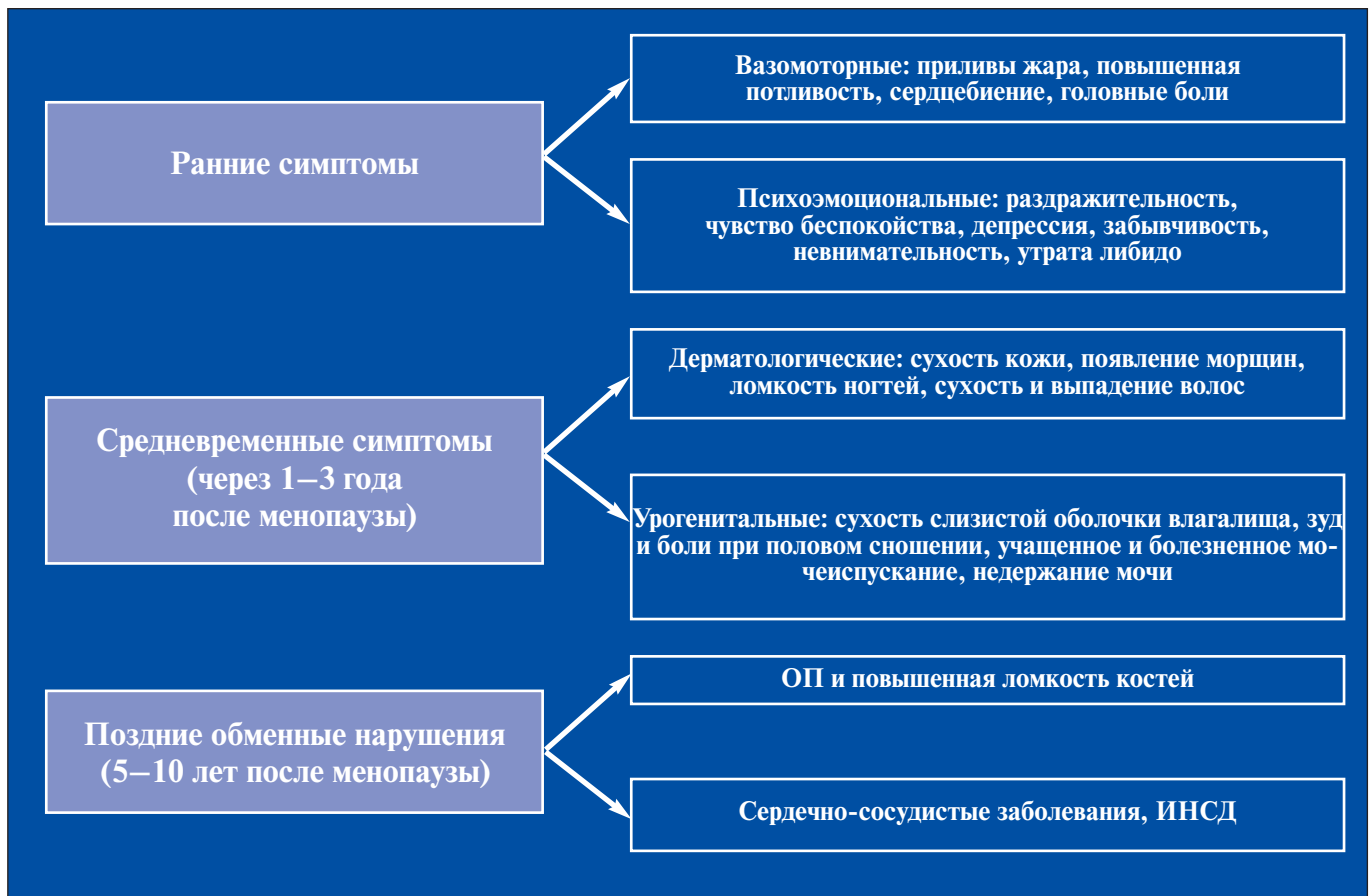 Ранние симптомы
Вазомоторные: приливы жара, повышенная
потливость, сердцебиение, головные боли
Психоэмоциональные: раздражительность,
чувство беспокойства, депрессия, забывчивость,
невнимательность, утрата либидо
Средневременные симптомы
(через 1–3 года
после менопаузы)
Дерматологические: сухость кожи, появление морщин,
ломкость ногтей, сухость и выпадение волос
Урогенитальные: сухость слизистой оболочки влагалища, зуд
и боли при половом сношении, учащенное и болезненное мо-
чеиспускание, недержание мочи
Поздние обменные нарушения
(5–10 лет после менопаузы)
ОП и повышенная ломкость костей
Сердечно-сосудистые заболевания, ИНСД